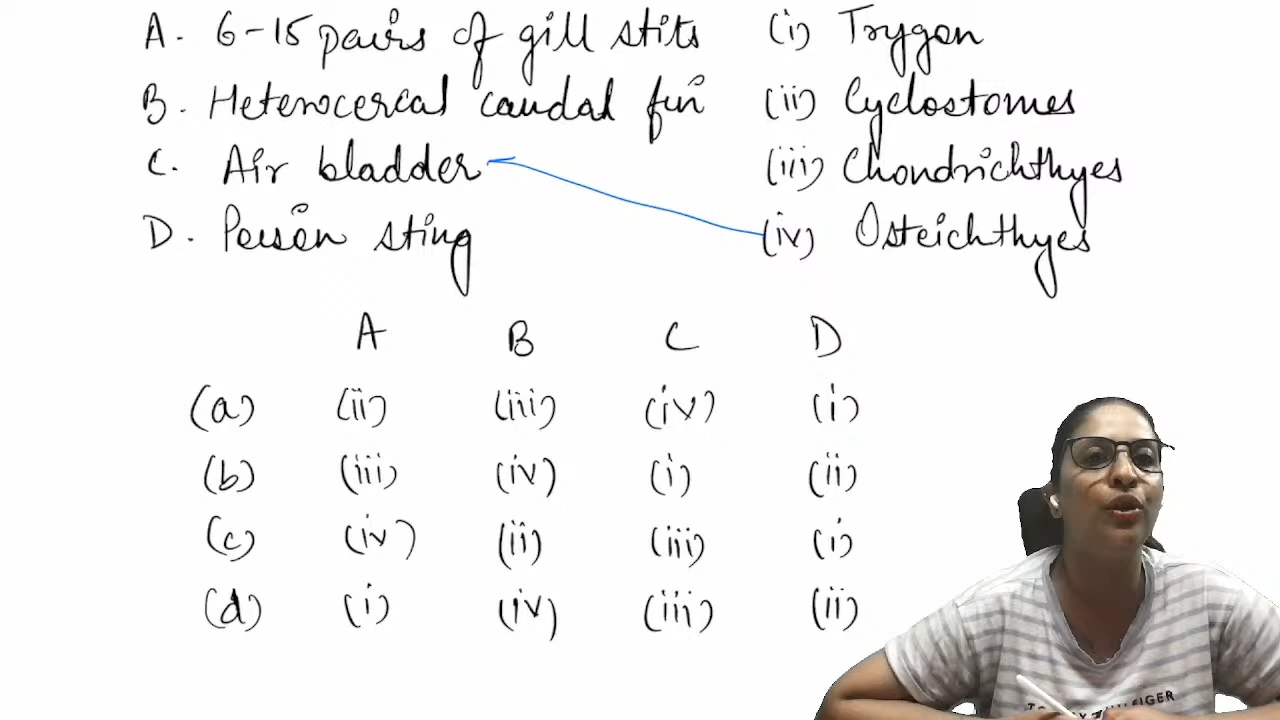 A. 6-15 pairs of gill stits (i) Trygon
B. Heterocercal caudal fin (ii) Cyclostomes
C. Air bladder (iii) Chondrichthyes
D. Poison sting (iv) Osteichthyes
A B C D
(a) (ii) (iii) (iv) (i)
(b) (iii) (iv) (i) (ii)
(c) (iv) (ii) (iii) (i)
(d) (i) (iv) (iii) (ii)